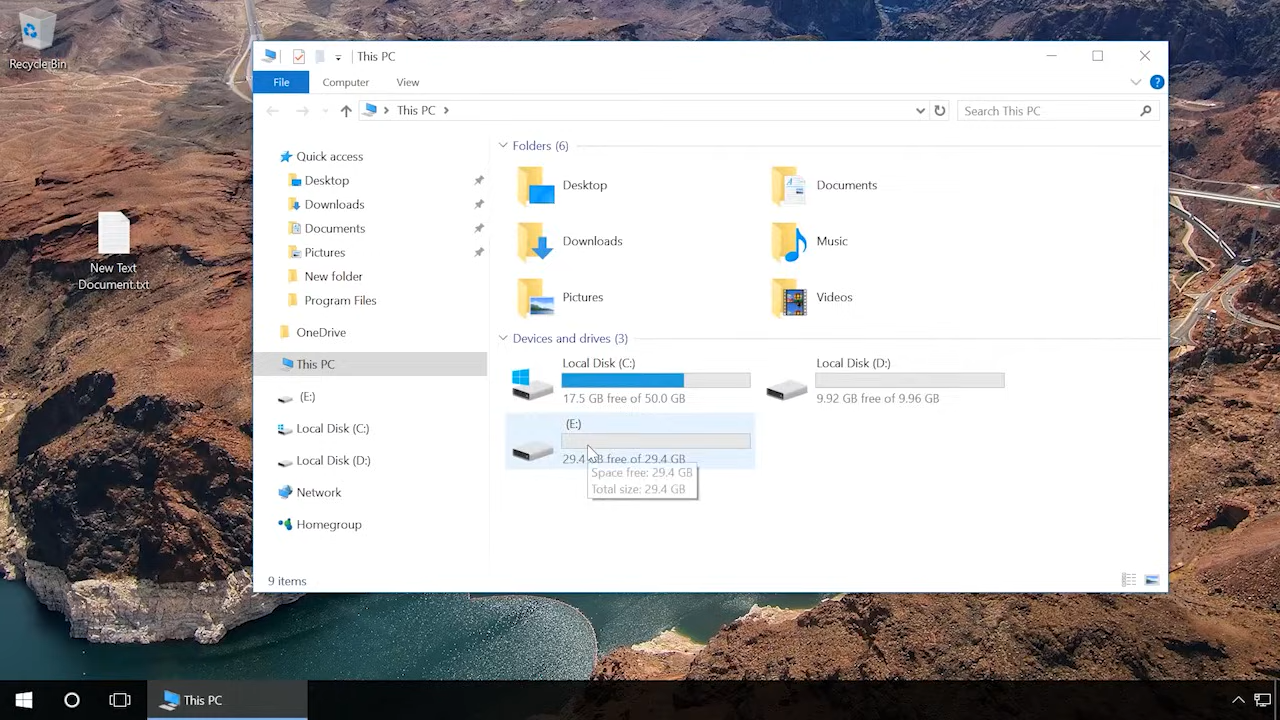 Recycle Bin
New Text
Document.txt
This PC
File
Computer
View
?
This PC
Search This PC
Quick access
Desktop
Downloads
Documents
Pictures
New folder
Program Files
OneDrive
This PC
(E:)
Local Disk (C:)
Local Disk (D:)
Network
Homegroup
Folders (6)
Desktop
Documents
Downloads
Music
Pictures
Videos
Devices and drives (3)
Local Disk (C:)
17.5 GB free of 50.0 GB
Local Disk (D:)
9.92 GB free of 9.96 GB
(E:)
29.4 GB free of 29.4 GB
Space free: 29.4 GB
Total size: 29.4 GB
9 items
This PC